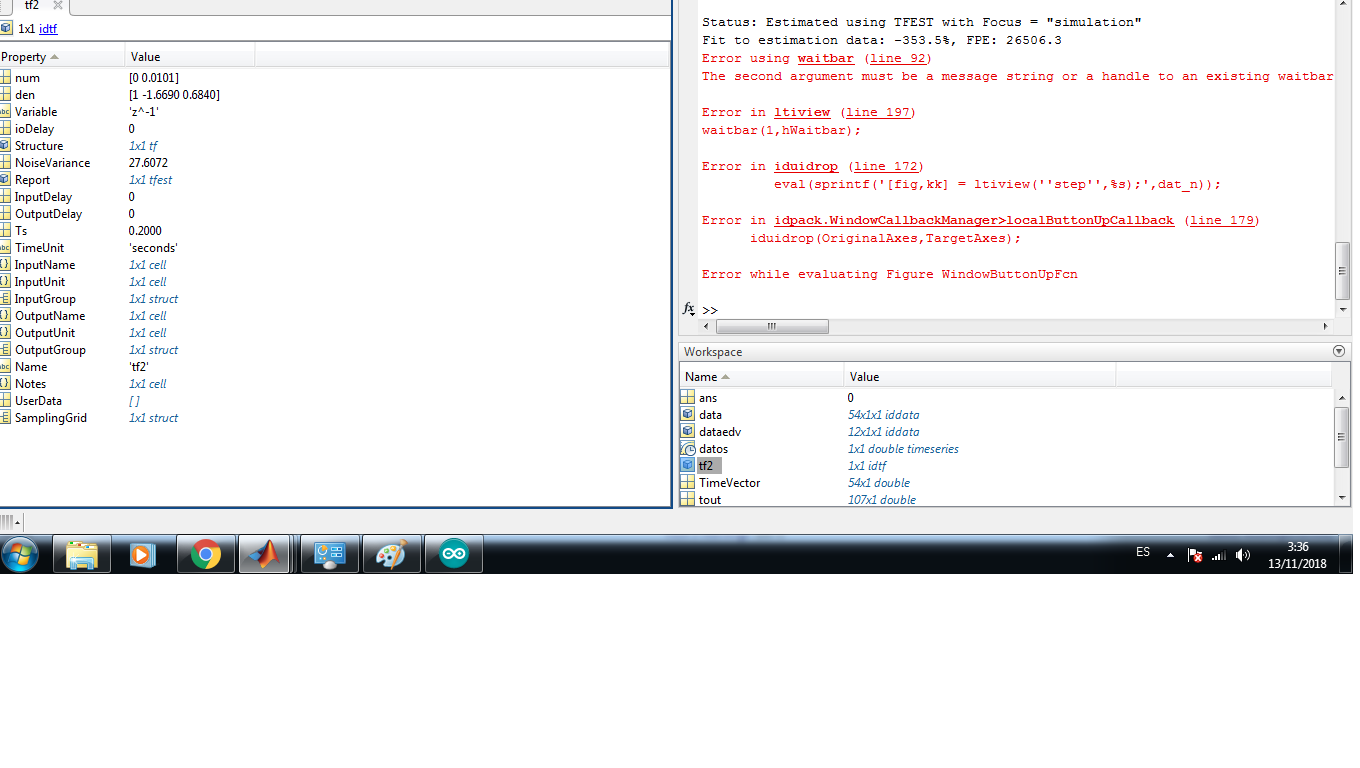 tf2
1x1 idtf
Property Value
num [0 0.0101]
den [1 -1.6690 0.6840]
Variable 'z^-1'
ioDelay 0
Structure 1x1 tf
NoiseVariance 27.6072
Report 1x1 tfest
InputDelay 0
OutputDelay 0
Ts 0.2000
TimeUnit 'seconds'
InputName 1x1 cell
InputUnit 1x1 cell
InputGroup 1x1 struct
OutputName 1x1 cell
OutputUnit 1x1 cell
OutputGroup 1x1 struct
Name 'tf2'
Notes 1x1 cell
UserData []
SamplingGrid 1x1 struct
Status: Estimated using TFEST with Focus = "simulation"
Fit to estimation data: -353.5%, FPE: 26506.3
Error using waitbar (line 92)
The second argument must be a message string or a handle to an existing waitbar
Error in ltiview (line 197)
waitbar(1,hWaitbar);
Error in iduidrop (line 172)
eval(sprintf('[fig,kk] = ltiview(''step'',%s);',dat_n));
Error in idpack.WindowCallbackManager>localButtonUpCallback (line 179)
iduidrop(OriginalAxes,TargetAxes);
Error while evaluating Figure WindowButtonUpFcn
fx >>
Workspace
Name Value
ans 0
data 54x1x1 iddata
dataedv 12x1x1 iddata
datos 1x1 double timeseries
tf2 1x1 idtf
TimeVector 54x1 double
tout 107x1 double
ES
3:36
13/11/2018